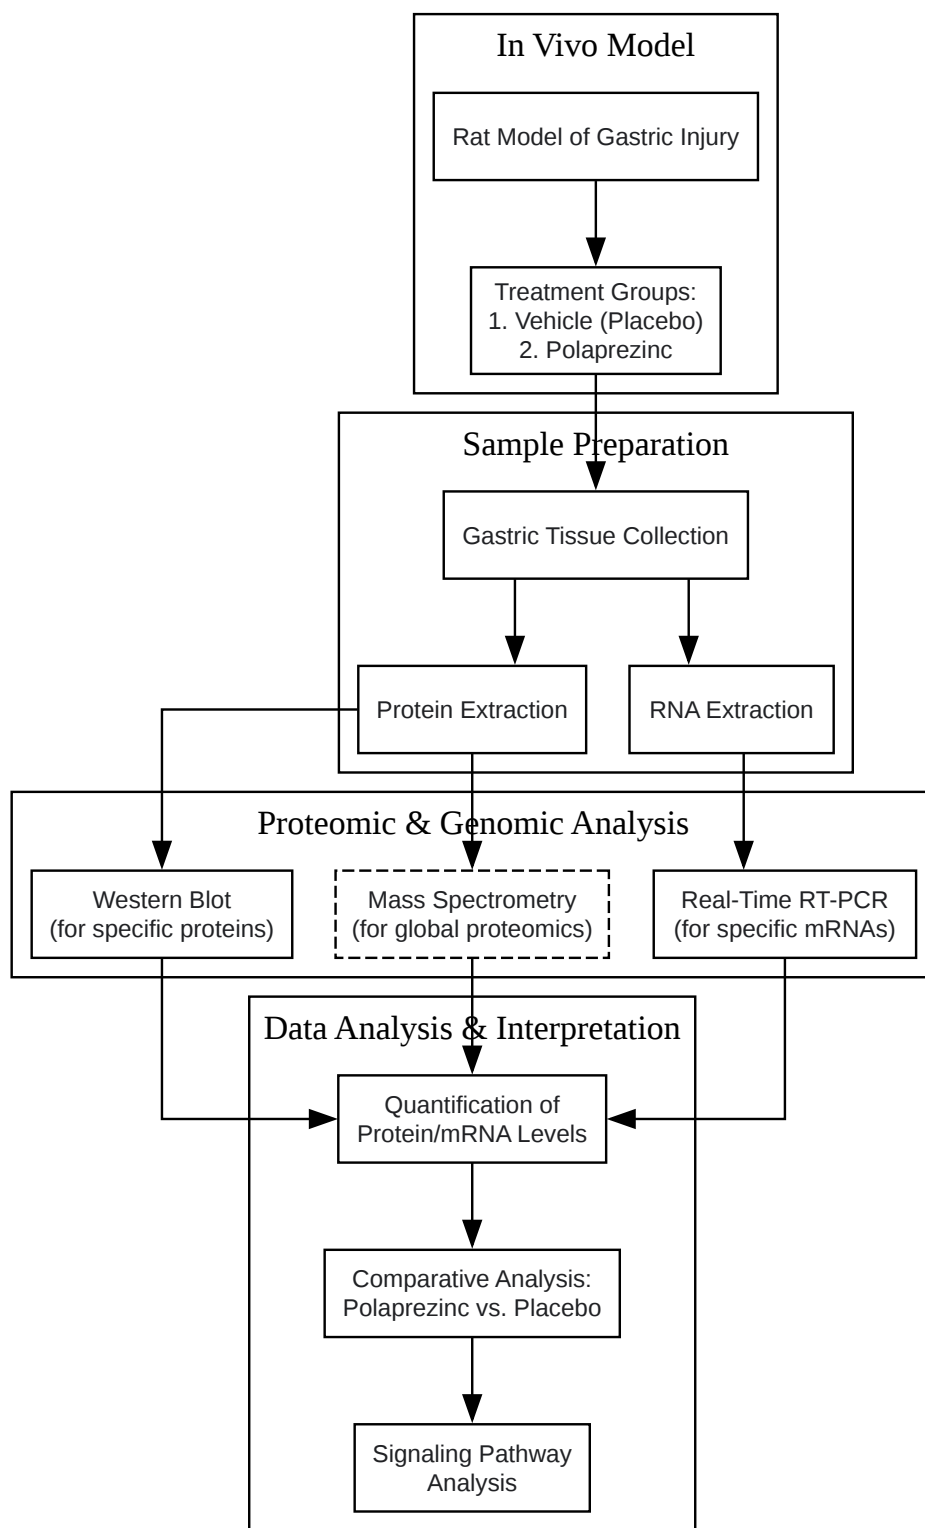 In Vivo Model
Rat Model of Gastric Injury
Treatment Groups:
1. Vehicle (Placebo)
2. Polaprezinc
Sample Preparation
Gastric Tissue Collection
Protein Extraction
RNA Extraction
Proteomic & Genomic Analysis
Western Blot
(for specific proteins)
Mass Spectrometry
(for global proteomics)
Real-Time RT-PCR
(for specific mRNAs)
Data Analysis & Interpretation
Quantification of
Protein/mRNA Levels
Comparative Analysis:
Polaprezinc vs. Placebo
Signaling Pathway
Analysis